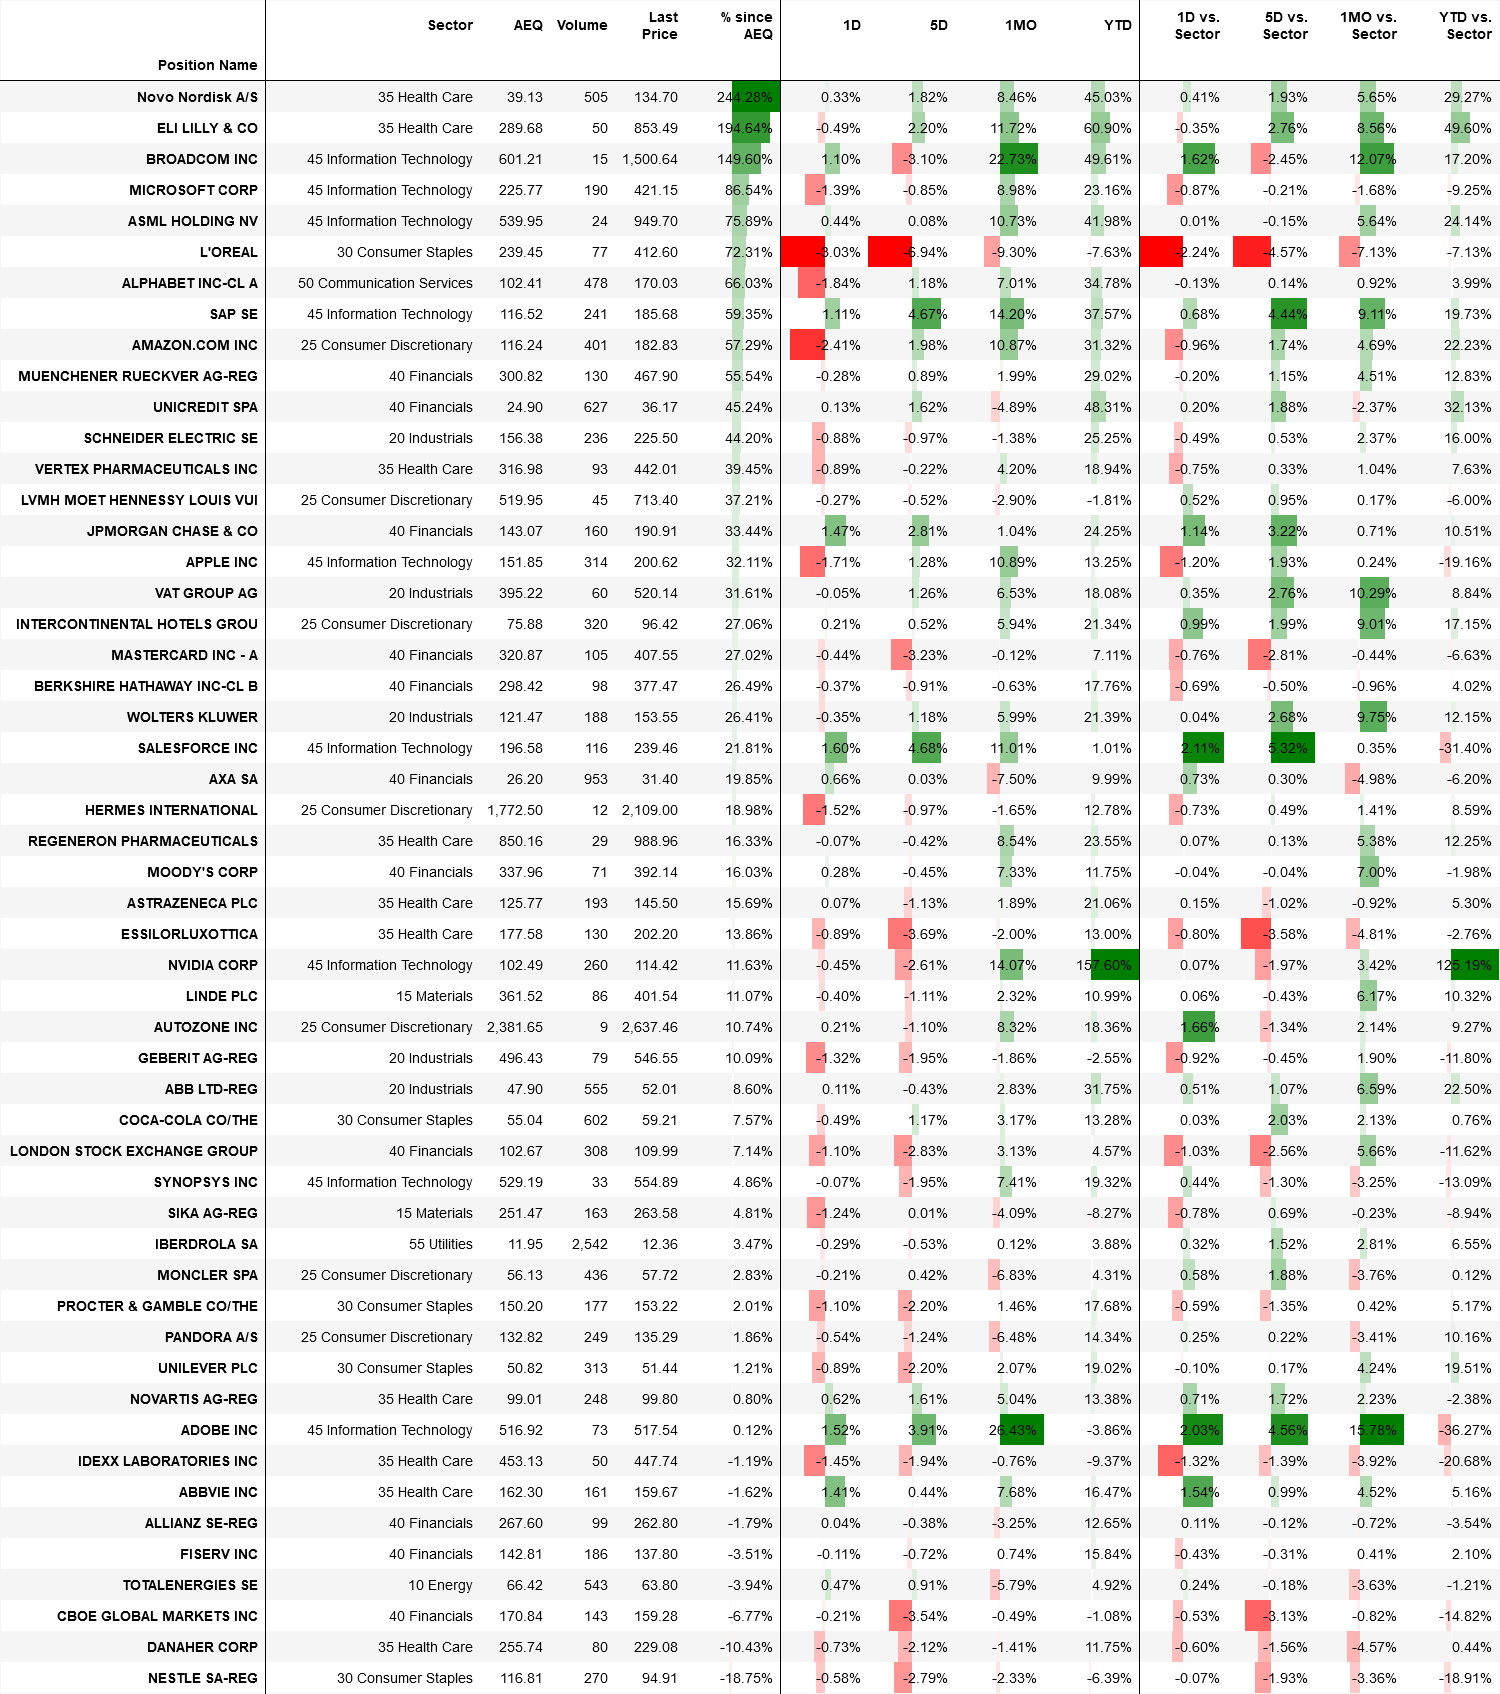 Position Name Sector AEQ Volume Last Price % since AEQ 1D 5D 1MO YTD 1D vs. Sector 5D vs. Sector 1MO vs. Sector YTD vs. Sector
Novo Nordisk A/S 35 Health Care 39.13 505 134.70 244.28% 0.33% 1.82% 8.46% 45.03% 0.41% 1.93% 5.65% 29.27%
ELI LILLY & CO 35 Health Care 289.68 50 853.49 194.64% -0.49% 2.20% 11.72% 60.90% -0.35% 2.76% 8.56% 49.60%
BROADCOM INC 45 Information Technology 601.21 15 1,500.64 149.60% 1.10% -3.10% 22.73% 49.61% 1.62% -2.45% 12.07% 17.20%
MICROSOFT CORP 45 Information Technology 225.77 190 421.15 86.54% -1.39% -0.85% 8.98% 23.16% -0.87% -0.21% -1.68% -9.25%
ASML HOLDING NV 45 Information Technology 539.95 24 949.70 75.89% 0.44% 0.08% 10.73% 41.98% 0.01% -0.15% 5.64% 24.14%
L'OREAL 30 Consumer Staples 239.45 77 412.60 72.31% -3.03% -6.94% -9.30% -7.63% -2.24% -4.57% -7.13% -7.13%
ALPHABET INC-CL A 50 Communication Services 102.41 478 170.03 66.03% -1.84% 1.18% 7.01% 34.78% -0.13% 0.14% 0.92% 3.99%
SAP SE 45 Information Technology 116.52 241 185.68 59.35% 1.11% 4.67% 14.20% 37.57% 0.68% 4.44% 9.11% 19.73%
AMAZON.COM INC 25 Consumer Discretionary 116.24 401 182.83 57.29% -2.41% 1.98% 10.87% 31.32% -0.96% 1.74% 4.69% 22.23%
MUENCHENER RUECKVER AG-REG 40 Financials 300.82 130 467.90 55.54% -0.28% 0.89% 1.99% 29.02% -0.20% 1.15% 4.51% 12.83%
UNICREDIT SPA 40 Financials 24.90 627 36.17 45.24% 0.13% 1.62% -4.89% 48.31% 0.20% 1.88% -2.37% 32.13%
SCHNEIDER ELECTRIC SE 20 Industrials 156.38 236 225.50 44.20% -0.88% -0.97% -1.38% 25.25% -0.49% 0.53% 2.37% 16.00%
VERTEX PHARMACEUTICALS INC 35 Health Care 316.98 93 442.01 39.45% -0.89% -0.22% 4.20% 18.94% -0.75% 0.33% 1.04% 7.63%
LVMH MOET HENNESSY LOUIS VUI 25 Consumer Discretionary 519.95 45 713.40 37.21% -0.27% -0.52% -2.90% -1.81% 0.52% 0.95% 0.17% -6.00%
JPMORGAN CHASE & CO 40 Financials 143.07 160 190.91 33.44% 1.47% 2.81% 1.04% 24.25% 1.14% 3.22% 0.71% 10.51%
APPLE INC 45 Information Technology 151.85 314 200.62 32.11% -1.71% 1.28% 10.89% 13.25% -1.20% 1.93% 0.24% -19.16%
VAT GROUP AG 20 Industrials 395.22 60 520.14 31.61% -0.05% 1.26% 6.53% 18.08% 0.35% 2.76% 10.29% 8.84%
INTERCONTINENTAL HOTELS GROU 25 Consumer Discretionary 75.88 320 96.42 27.06% 0.21% 0.52% 5.94% 21.34% 0.99% 1.99% 9.01% 17.15%
MASTERCARD INC - A 40 Financials 320.87 105 407.55 27.02% -0.44% -3.23% -0.12% 7.11% -0.76% -2.81% -0.44% -6.63%
BERKSHIRE HATHAWAY INC-CL B 40 Financials 298.42 98 377.47 26.49% -0.37% -0.91% -0.63% 17.76% -0.69% -0.50% -0.96% 4.02%
WOLTERS KLUWER 20 Industrials 121.47 188 153.55 26.41% -0.35% 1.18% 5.99% 21.39% 0.04% 2.68% 9.75% 12.15%
SALESFORCE INC 45 Information Technology 196.58 116 239.46 21.81% 1.60% 4.68% 11.01% 1.01% 2.11% 5.32% 0.35% -31.40%
AXA SA 40 Financials 26.20 953 31.40 19.85% 0.66% 0.03% -7.50% 9.99% 0.73% 0.30% -4.98% -6.20%
HERMES INTERNATIONAL 25 Consumer Discretionary 1,772.50 12 2,109.00 18.98% -1.52% -0.97% -1.65% 12.78% -0.73% 0.49% 1.41% 8.59%
REGENERON PHARMACEUTICALS 35 Health Care 850.16 29 988.96 16.33% -0.07% -0.42% 8.54% 23.55% 0.07% 0.13% 5.38% 12.25%
MOODY'S CORP 40 Financials 337.96 71 392.14 16.03% 0.28% -0.45% 7.33% 11.75% -0.04% -0.04% 7.00% -1.98%
ASTRAZENECA PLC 35 Health Care 125.77 193 145.50 15.69% 0.07% -1.13% 1.89% 21.06% 0.15% -1.02% -0.92% 5.30%
ESSILORLUXOTTICA 35 Health Care 177.58 130 202.20 13.86% -0.89% -3.69% -2.00% 13.00% -0.80% -3.58% -4.81% -2.76%
NVIDIA CORP 45 Information Technology 102.49 260 114.42 11.63% -0.45% -2.61% 14.07% 157.60% 0.07% -1.97% 3.42% 125.19%
LINDE PLC 15 Materials 361.52 86 401.54 11.07% -0.40% -1.11% 2.32% 10.99% 0.06% -0.43% 6.17% 10.32%
AUTOZONE INC 25 Consumer Discretionary 2,381.65 9 2,637.46 10.74% 0.21% -1.10% 8.32% 18.36% 1.66% -1.34% 2.14% 9.27%
GEBERIT AG-REG 20 Industrials 496.43 79 546.55 10.09% -1.32% -1.95% -1.86% -2.55% -0.92% -0.45% 1.90% -11.80%
ABB LTD-REG 20 Industrials 47.90 555 52.01 8.60% 0.11% -0.43% 2.83% 31.75% 0.51% 1.07% 6.59% 22.50%
COCA-COLA CO/THE 30 Consumer Staples 55.04 602 59.21 7.57% -0.49% 1.17% 3.17% 13.28% 0.03% 2.03% 2.13% 0.76%
LONDON STOCK EXCHANGE GROUP 40 Financials 102.67 308 109.99 7.14% -1.10% -2.83% 3.13% 4.57% -1.03% -2.56% 5.66% -11.62%
SYNOPSYS INC 45 Information Technology 529.19 33 554.89 4.86% -0.07% -1.95% 7.41% 19.32% 0.44% -1.30% -3.25% -13.09%
SIKA AG-REG 15 Materials 251.47 163 263.58 4.81% -1.24% 0.01% -4.09% -8.27% -0.78% 0.69% -0.23% -8.94%
IBERDROLA SA 55 Utilities 11.95 2,542 12.36 3.47% -0.29% -0.53% 0.12% 3.88% 0.32% 1.52% 2.81% 6.55%
MONCLER SPA 25 Consumer Discretionary 56.13 436 57.72 2.83% -0.21% 0.42% -6.83% 4.31% 0.58% 1.88% -3.76% 0.12%
PROCTER & GAMBLE CO/THE 30 Consumer Staples 150.20 177 153.22 2.01% -1.10% -2.20% 1.46% 17.68% -0.59% -1.35% 0.42% 5.17%
PANDORA A/S 25 Consumer Discretionary 132.82 249 135.29 1.86% -0.54% -1.24% -6.48% 14.34% 0.25% 0.22% -3.41% 10.16%
UNILEVER PLC 30 Consumer Staples 50.82 313 51.44 1.21% -0.89% -2.20% 2.07% 19.02% -0.10% 0.17% 4.24% 19.51%
NOVARTIS AG-REG 35 Health Care 99.01 248 99.80 0.80% 0.62% 1.61% 5.04% 13.38% 0.71% 1.72% 2.23% -2.38%
ADOBE INC 45 Information Technology 516.92 73 517.54 0.12% 1.52% 3.91% 26.43% -3.86% 2.03% 4.56% 15.78% -36.27%
IDEXX LABORATORIES INC 35 Health Care 453.13 50 447.74 -1.19% -1.45% -1.94% -0.76% -9.37% -1.32% -1.39% -3.92% -20.68%
ABBVIE INC 35 Health Care 162.30 161 159.67 -1.62% 1.41% 0.44% 7.68% 16.47% 1.54% 0.99% 4.52% 5.16%
ALLIANZ SE-REG 40 Financials 267.60 99 262.80 -1.79% 0.04% -0.38% -3.25% 12.65% 0.11% -0.12% -0.72% -3.54%
FISERV INC 40 Financials 142.81 186 137.80 -3.51% -0.11% -0.72% 0.74% 15.84% -0.43% -0.31% 0.41% 2.10%
TOTALENERGIES SE 10 Energy 66.42 543 63.80 -3.94% 0.47% 0.91% -5.79% 4.92% 0.24% -0.18% -3.63% -1.21%
CBOE GLOBAL MARKETS INC 40 Financials 170.84 143 159.28 -6.77% -0.21% -3.54% -0.49% -1.08% -0.53% -3.13% -0.82% -14.82%
DANAHER CORP 35 Health Care 255.74 80 229.08 -10.43% -0.73% -2.12% -1.41% 11.75% -0.60% -1.56% -4.57% 0.44%
NESTLE SA-REG 30 Consumer Staples 116.81 270 94.91 -18.75% -0.58% -2.79% -2.33% -6.39% -0.07% -1.93% -3.36% -18.91%